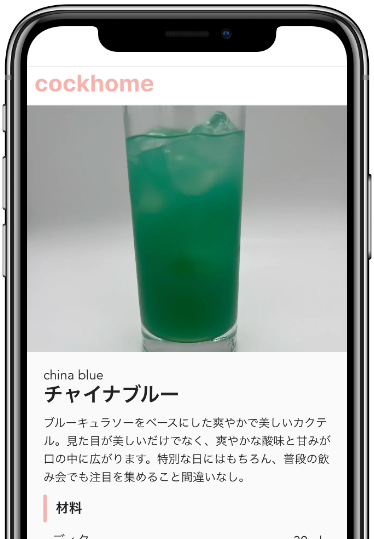 cockhome
china blue
チャイナブルー
ブルーキュラソーをベースにした爽やかで美しいカクテ
ル。見た目が美しいだけでなく、爽やかな酸味と甘みが
口の中に広がります。特別な日にはもちろん、普段の飲
み会でも注目を集めること間違いなし。
材料